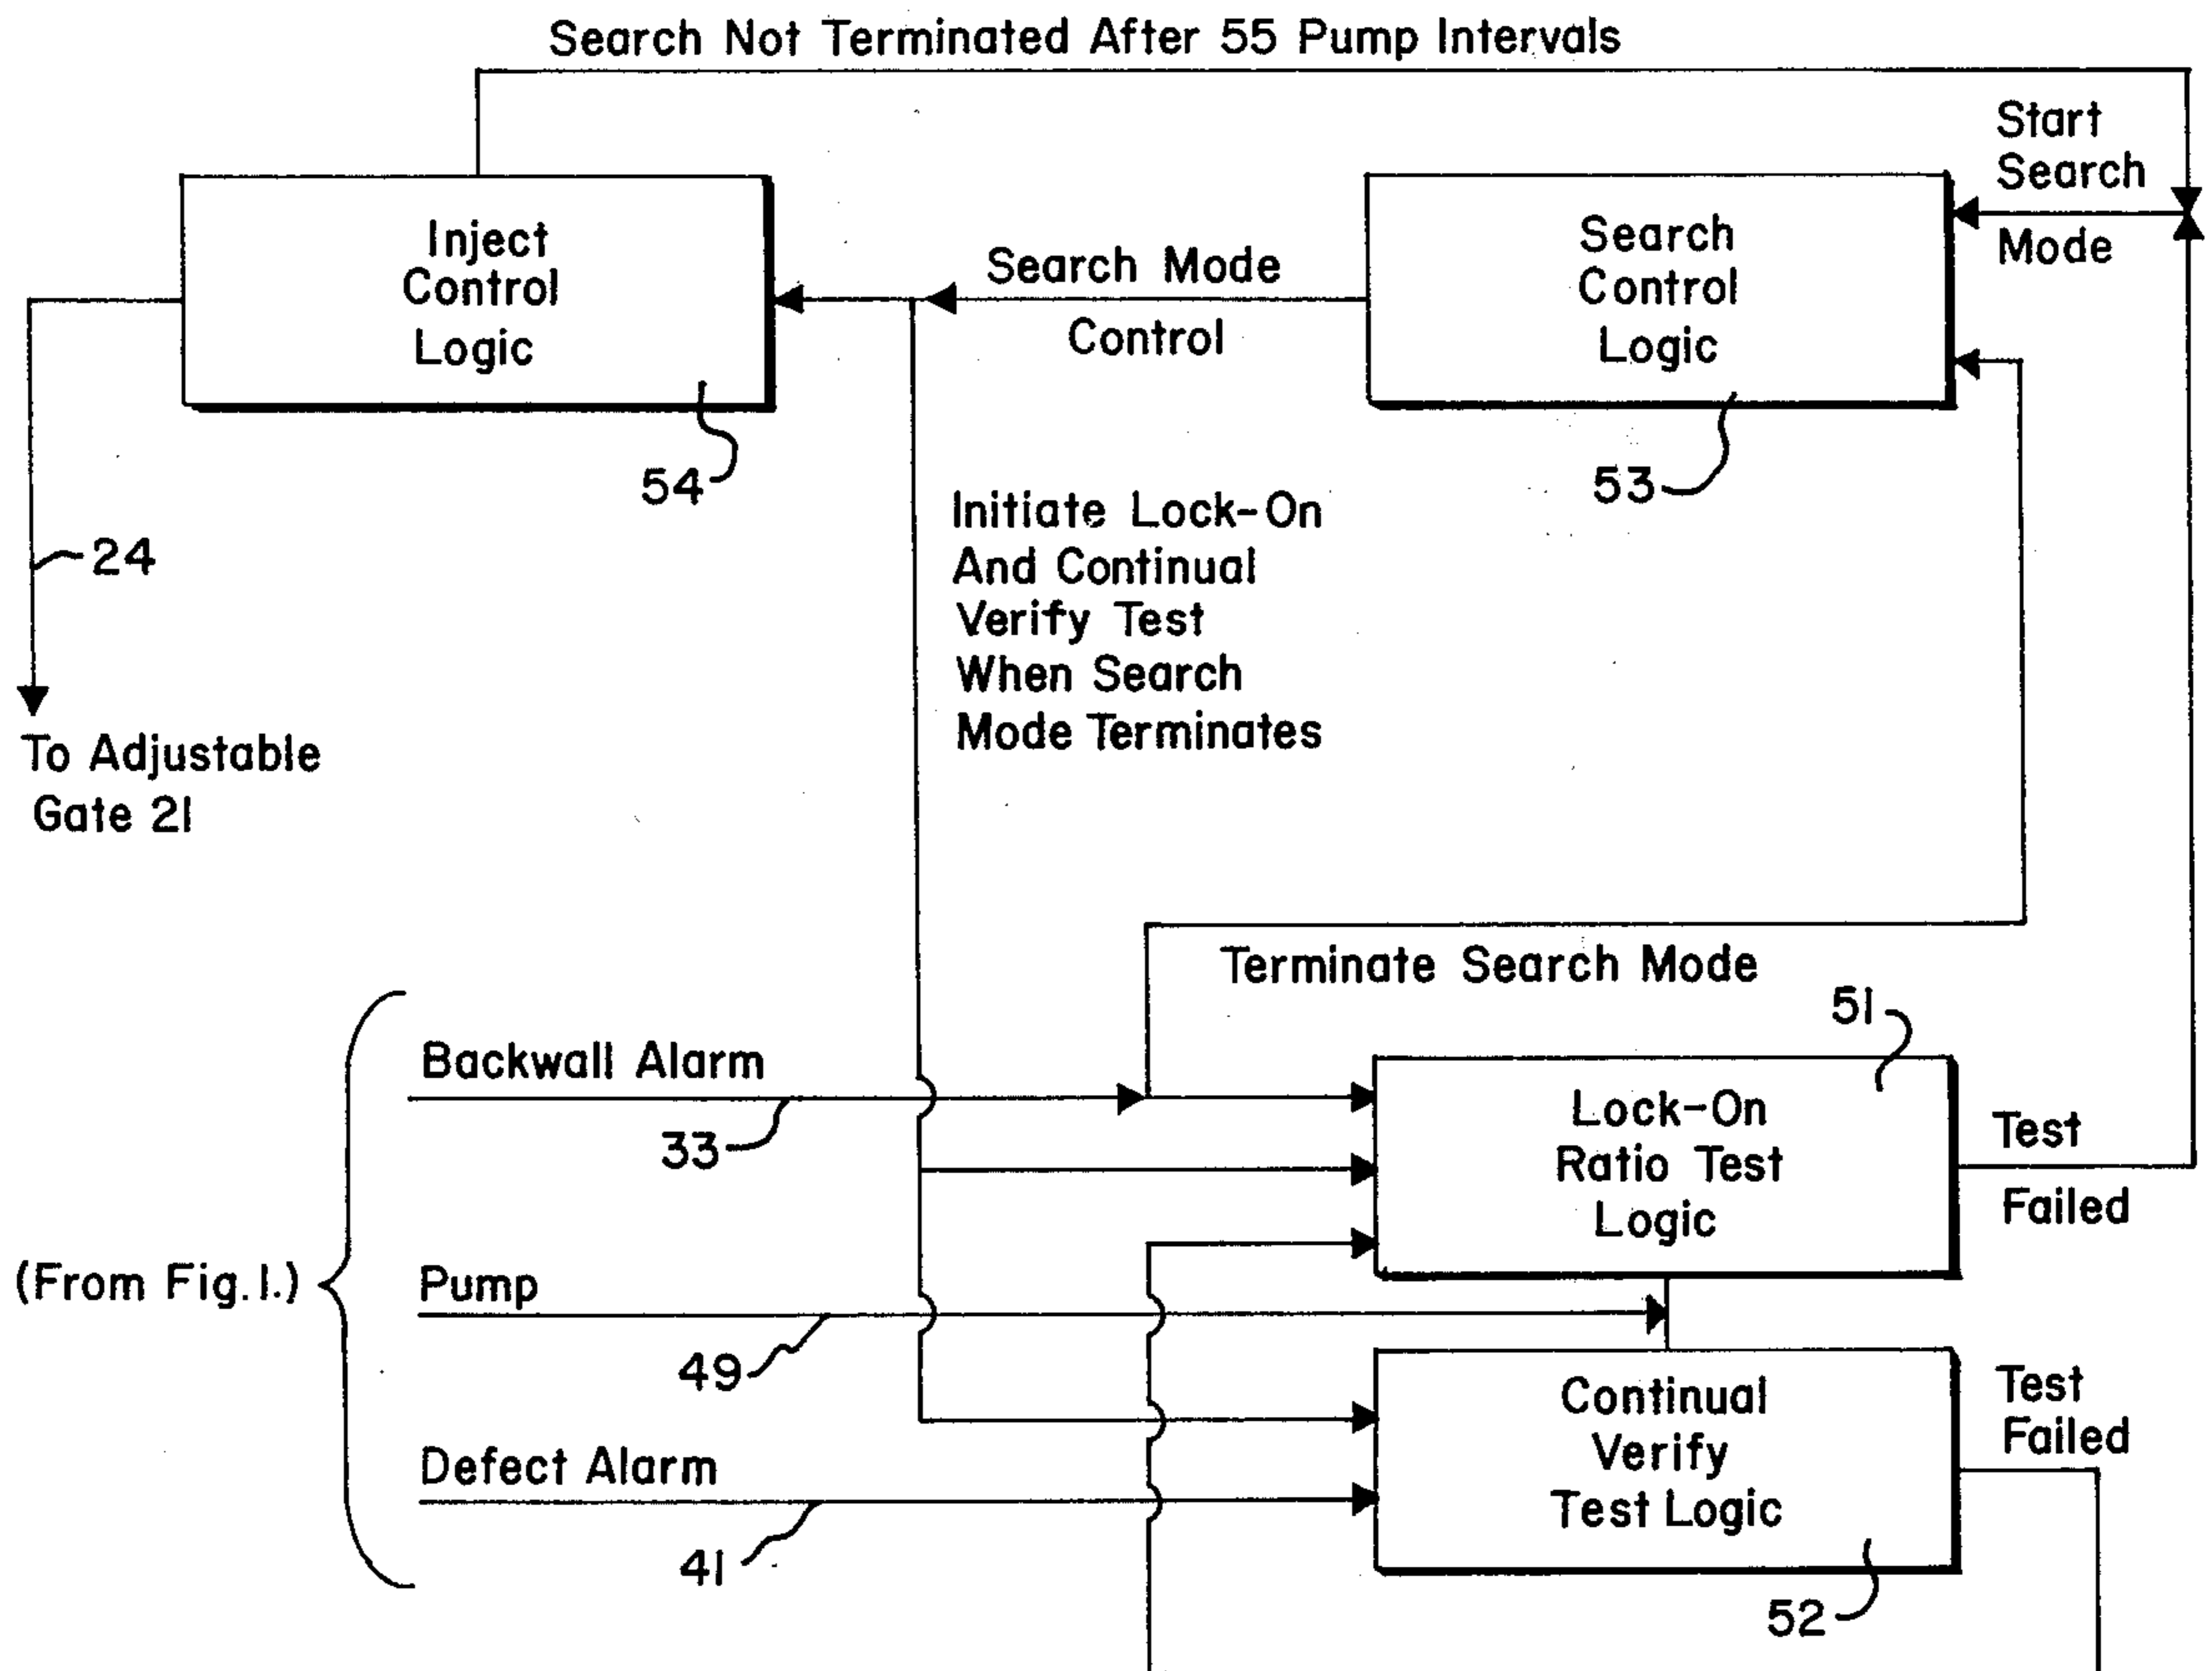 Search Not Terminated After 55 Pump Intervals
Start
Search
Mode
Inject
Control
Logic
54
Search Mode
Control
Search
Control
Logic
53
24
To Adjustable
Gate 21
Initiate Lock-On
And Continual
Verify Test
When Search
Mode Terminates
Terminate Search Mode
51
Backwall Alarm
33
Lock-On
Ratio Test
Logic
Test
Failed
(From Fig. 1.)
Pump
49
Continual
Verify
Test Logic
Test
Failed
Defect Alarm
41
52